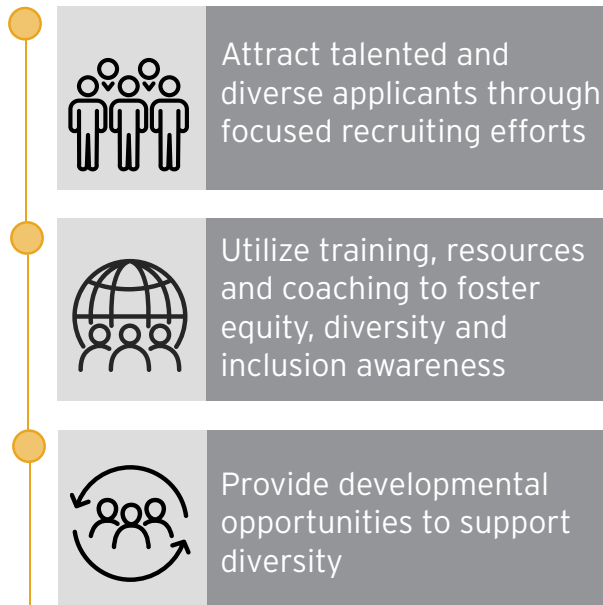 Attract talented and
diverse applicants through
focused recruiting efforts
Utilize training, resources
and coaching to foster
equity, diversity and
inclusion awareness
Provide developmental
opportunities to support
diversity